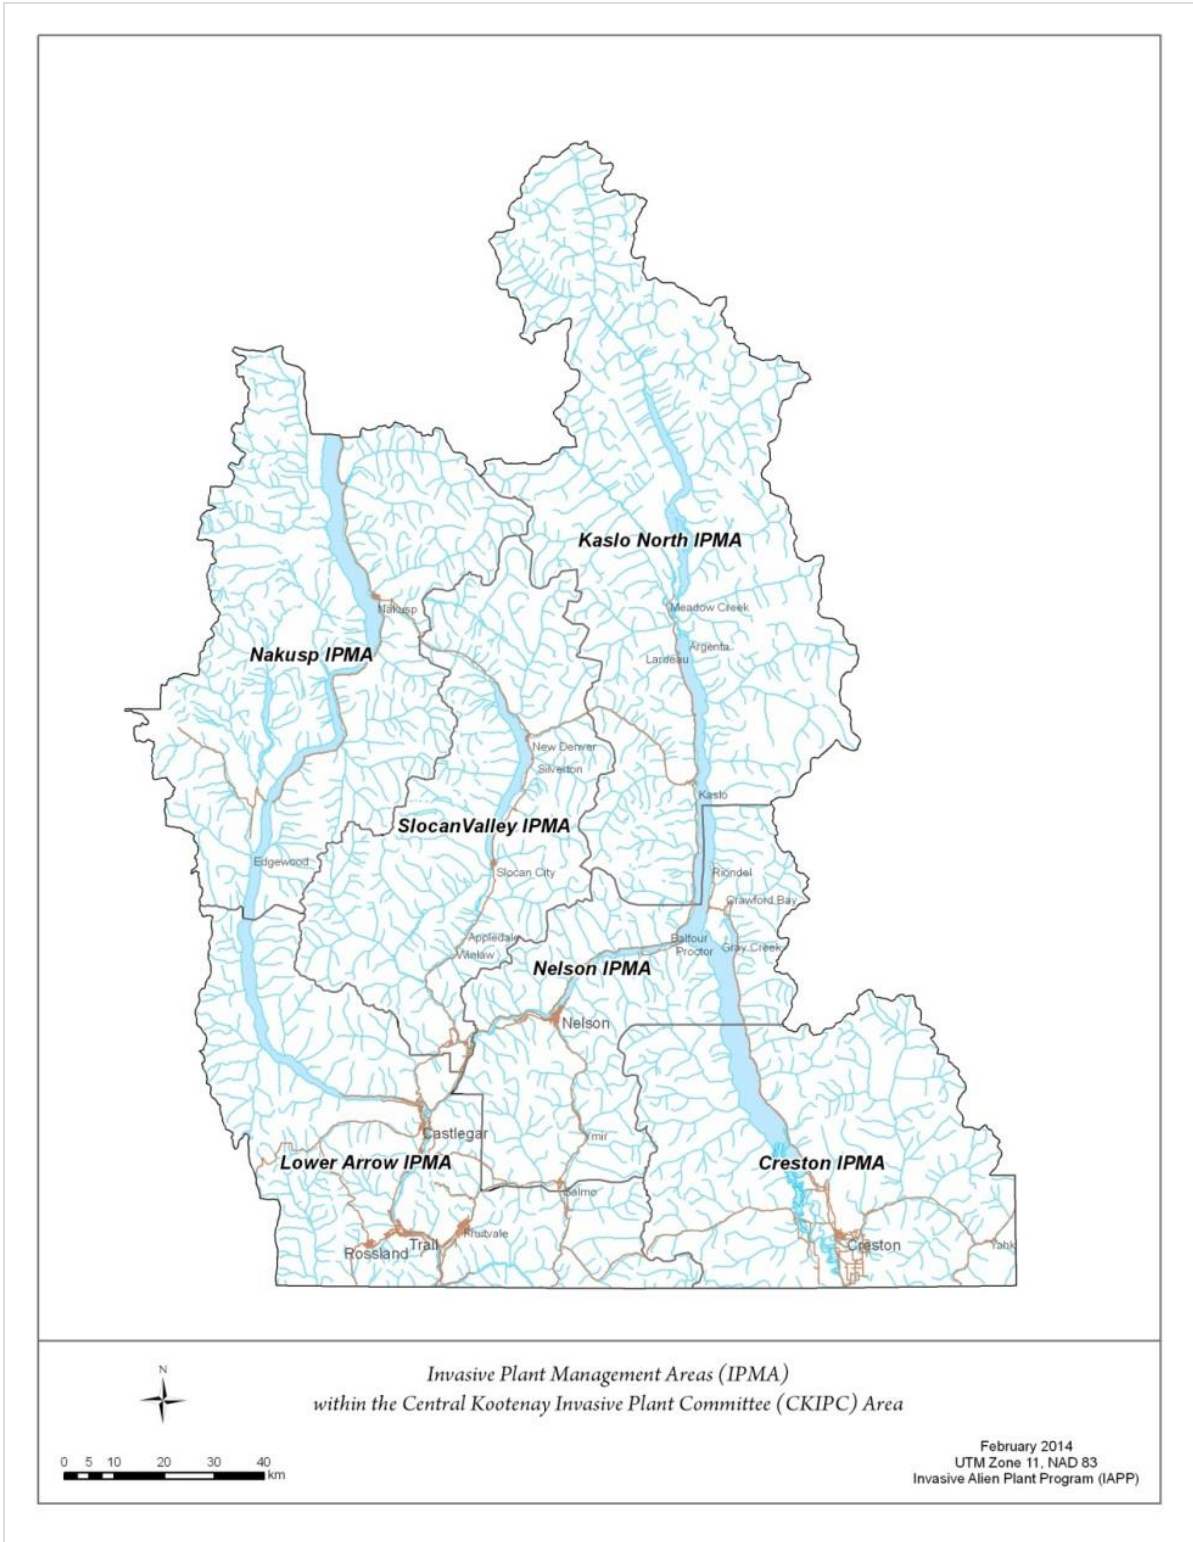 Kaslo North IPMA
Meadow Creek
Nakusp
Argenta
Lardeau
Nakusp IPMA
New Denver
Silverton
Kaslo
SlocanValley IPMA
Edgewood
Slocan City
Riondel
Crawford Bay
Appledale
Winlaw
Balfour
Proctor
Gray Creek
Nelson IPMA
Nelson
Castlegar
Ymir
Lower Arrow IPMA
Creston IPMA
Salmo
Fruitvale
Rossland
Trail
Creston
Yahk
N
Invasive Plant Management Areas (IPMA)
within the Central Kootenay Invasive Plant Committee (CKIPC) Area
0 5 10 20 30 40
km
February 2014
UTM Zone 11, NAD 83
Invasive Alien Plant Program (IAPP)